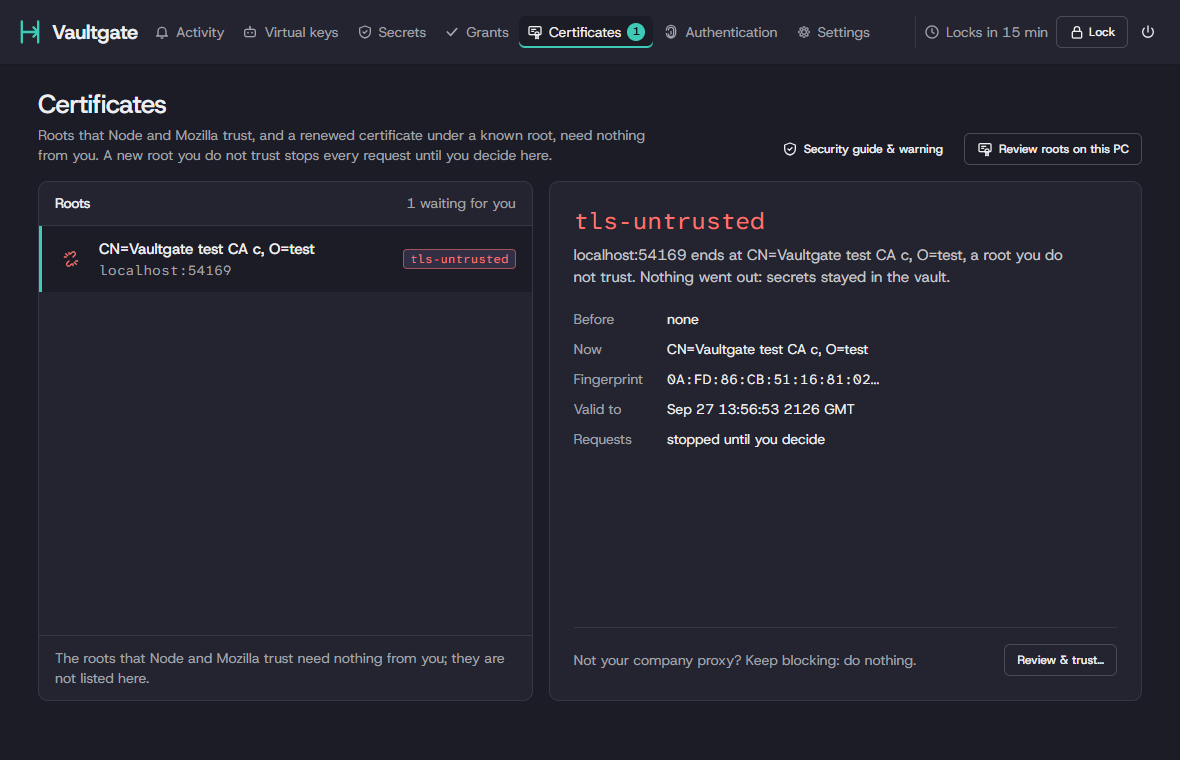 Vaultgate
Activity
Virtual keys
Secrets
Grants
Certificates 1
Authentication
Settings
Locks in 15 min
Lock
Certificates
Roots that Node and Mozilla trust, and a renewed certificate under a known root, need nothing
from you. A new root you do not trust stops every request until you decide here.
Security guide & warning
Review roots on this PC
Roots
1 waiting for you
CN=Vaultgate test CA c, O=test
localhost:54169
tls-untrusted
The roots that Node and Mozilla trust need nothing from you; they are
not listed here.
tls-untrusted
localhost:54169 ends at CN=Vaultgate test CA c, O=test, a root you do
not trust. Nothing went out: secrets stayed in the vault.
Before none
Now CN=Vaultgate test CA c, O=test
Fingerprint 0A:FD:86:CB:51:16:81:02…
Valid to Sep 27 13:56:53 2126 GMT
Requests stopped until you decide
Not your company proxy? Keep blocking: do nothing.
Review & trust…